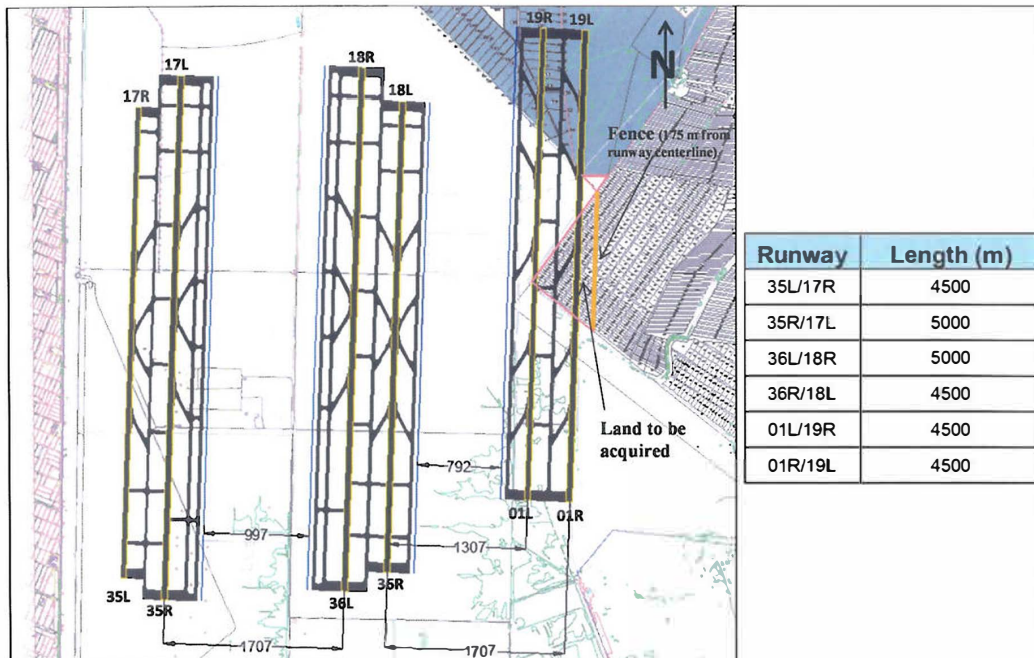 19R 19L
N
17L
18R
17R
18L
Fence (175 m from
runway centerline)
Land to be
acquired
792
01L
01R
997
1307
35L
35R
36L
36R
1707
1707
Runway Length (m)
35L/17R 4500
35R/17L 5000
36L/18R 5000
36R/18L 4500
01L/19R 4500
01R/19L 4500